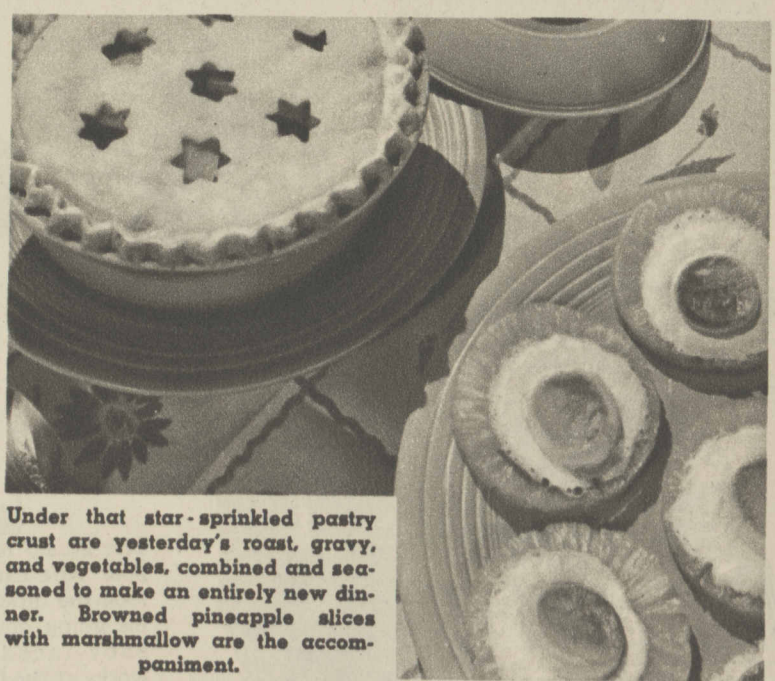 Under that star-sprinkled pastry
crust are yesterday's roast, gravy,
and vegetables, combined and sea-
soned to make an entirely new din-
ner. Browned pineapple slices
with marshmallow are the accom-
paniment.